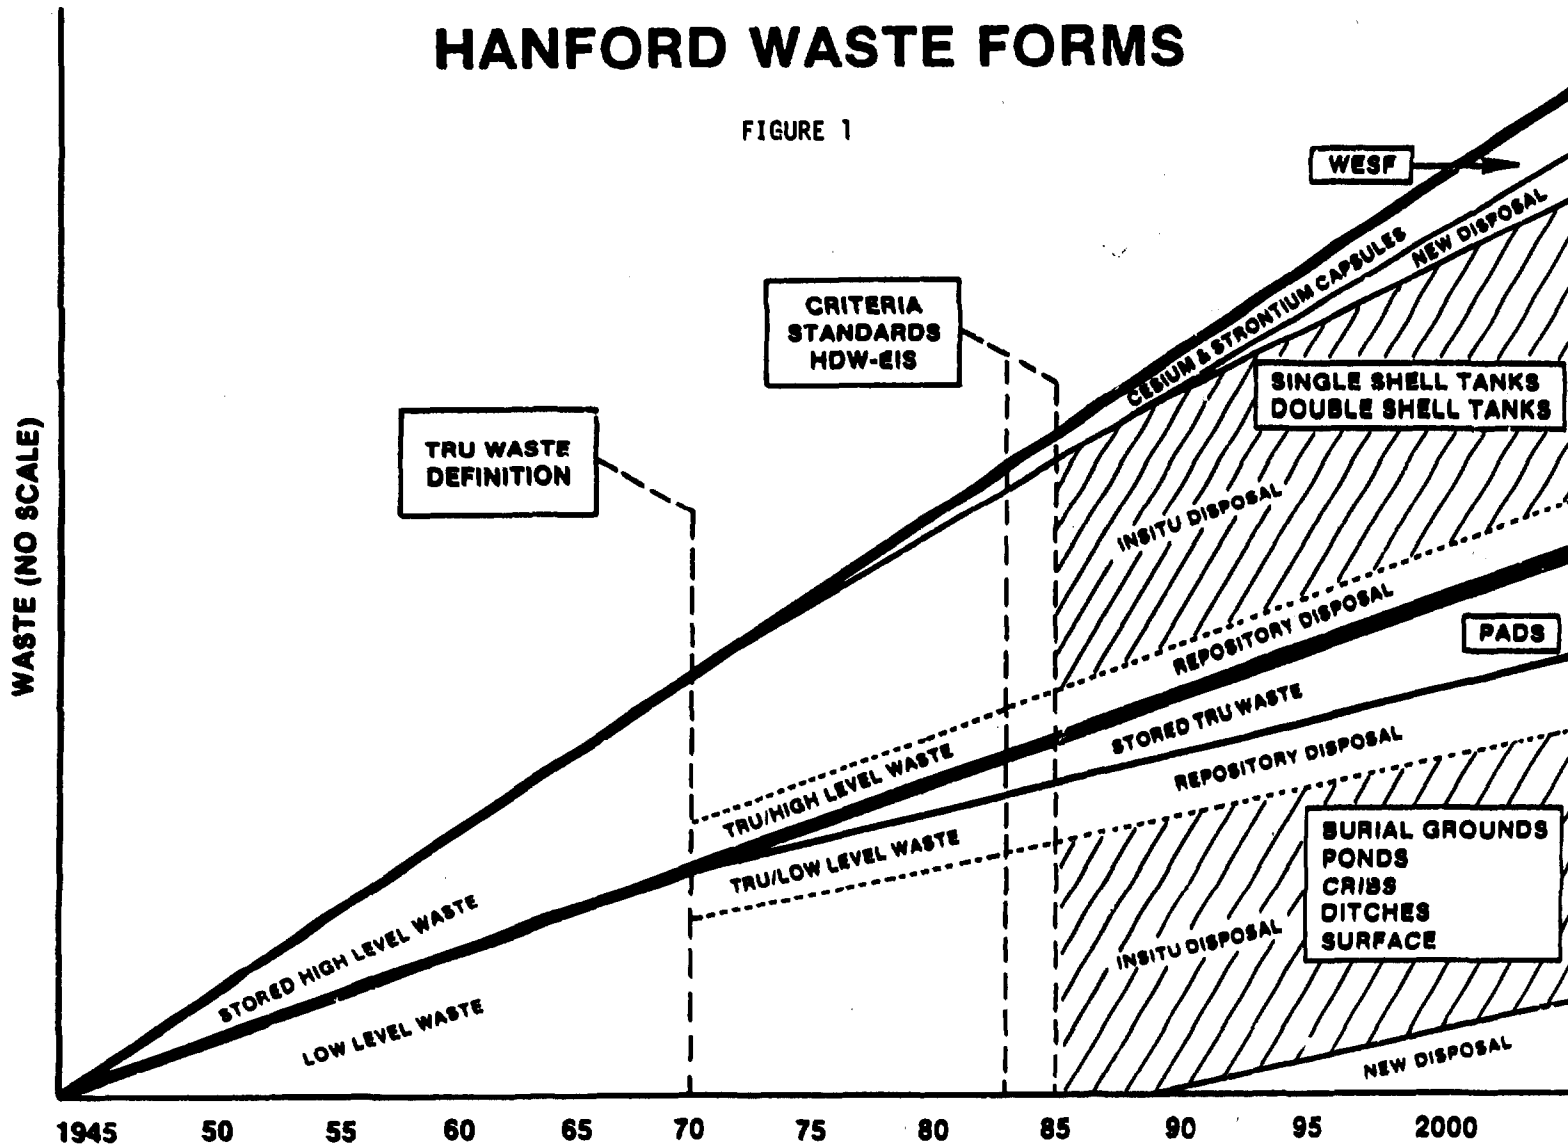 HANFORD WASTE FORMS
FIGURE 1
WESF
CESIUM & STRONTIUM CAPSULES
NEW DISPOSAL
CRITERIA
STANDARDS
HDW-EIS
SINGLE SHELL TANKS
DOUBLE SHELL TANKS
TRU WASTE
DEFINITION
WASTE (NO SCALE)
INSITU DISPOSAL
REPOSITORY DISPOSAL
PADS
STORED TRU WASTE
REPOSITORY DISPOSAL
TRU/HIGH LEVEL WASTE
TRU/LOW LEVEL WASTE
BURIAL GROUNDS
PONDS
CRIBS
DITCHES
SURFACE
STORED HIGH LEVEL WASTE
INSITU DISPOSAL
LOW LEVEL WASTE
NEW DISPOSAL
1945 50 55 60 65 70 75 80 85 90 95 2000